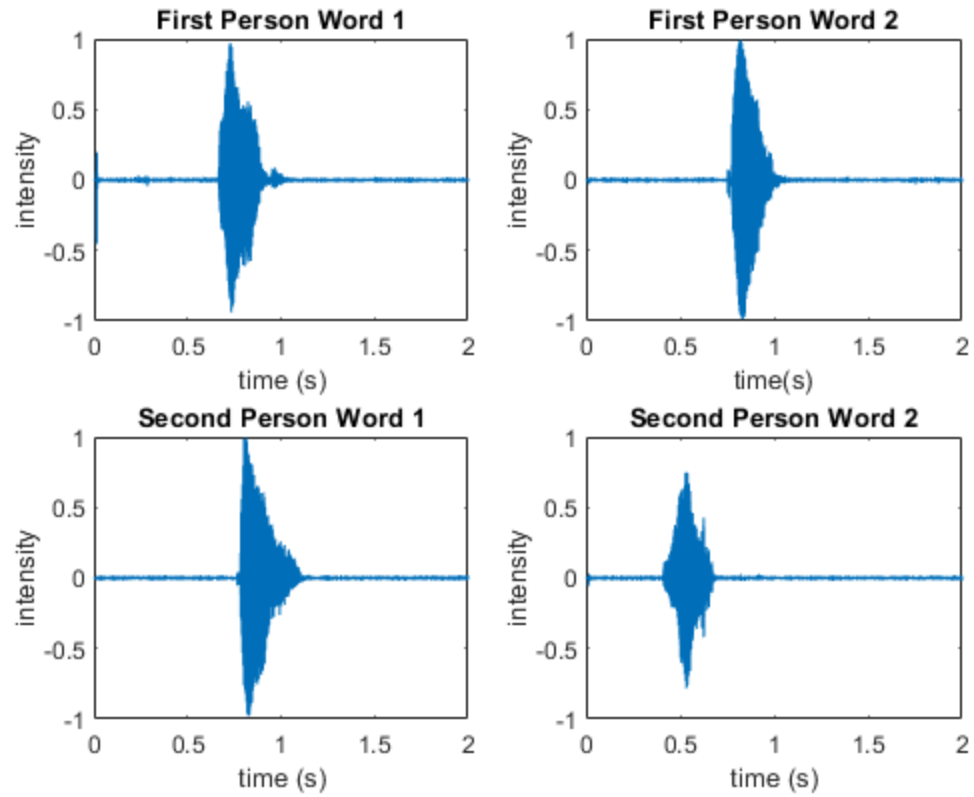 First Person Word 1
1
0.5
0
-0.5
-1
intensity
0 0.5 1 1.5 2
time (s)
First Person Word 2
1
0.5
0
-0.5
-1
intensity
0 0.5 1 1.5 2
time(s)
Second Person Word 1
1
0.5
0
-0.5
-1
intensity
0 0.5 1 1.5 2
time (s)
Second Person Word 2
1
0.5
0
-0.5
-1
intensity
0 0.5 1 1.5 2
time (s)